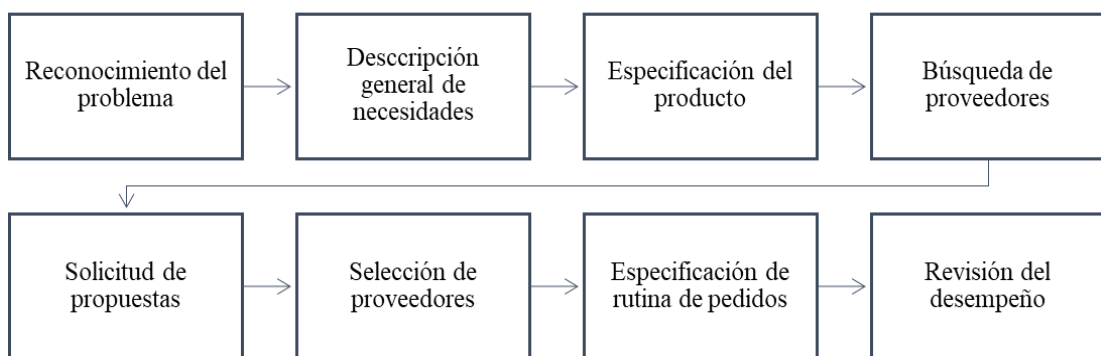 Reconocimiento del
problema
Desccripción
general de
necesidades
Especificación del
producto
Búsqueda de
proveedores
Solicitud de
propuestas
Selección de
proveedores
Especificación de
rutina de pedidos
Revisión del
desempeño